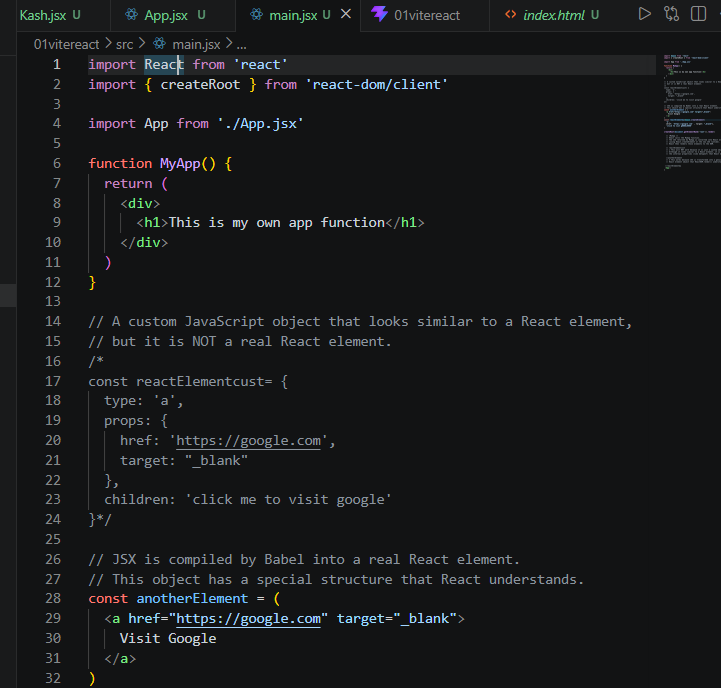 Kash.jsx U App.jsx U main.jsx U 01vitereact index.html U
01vitereact > src > main.jsx > ...
1 import React from 'react'
2 import { createRoot } from 'react-dom/client'
3
4 import App from './App.jsx'
5
6 function MyApp() {
7 return (
8 <div>
9 <h1>This is my own app function</h1>
10 </div>
11 )
12 }
13
14 // A custom JavaScript object that looks similar to a React element,
15 // but it is NOT a real React element.
16 /*
17 const reactElementcust= {
18 type: 'a',
19 props: {
20 href: 'https://google.com',
21 target: "_blank"
22 },
23 children: 'click me to visit google'
24 }*/
25
26 // JSX is compiled by Babel into a real React element.
27 // This object has a special structure that React understands.
28 const anotherElement = (
29 <a href="https://google.com" target="_blank">
30 Visit Google
31 </a>
32 )